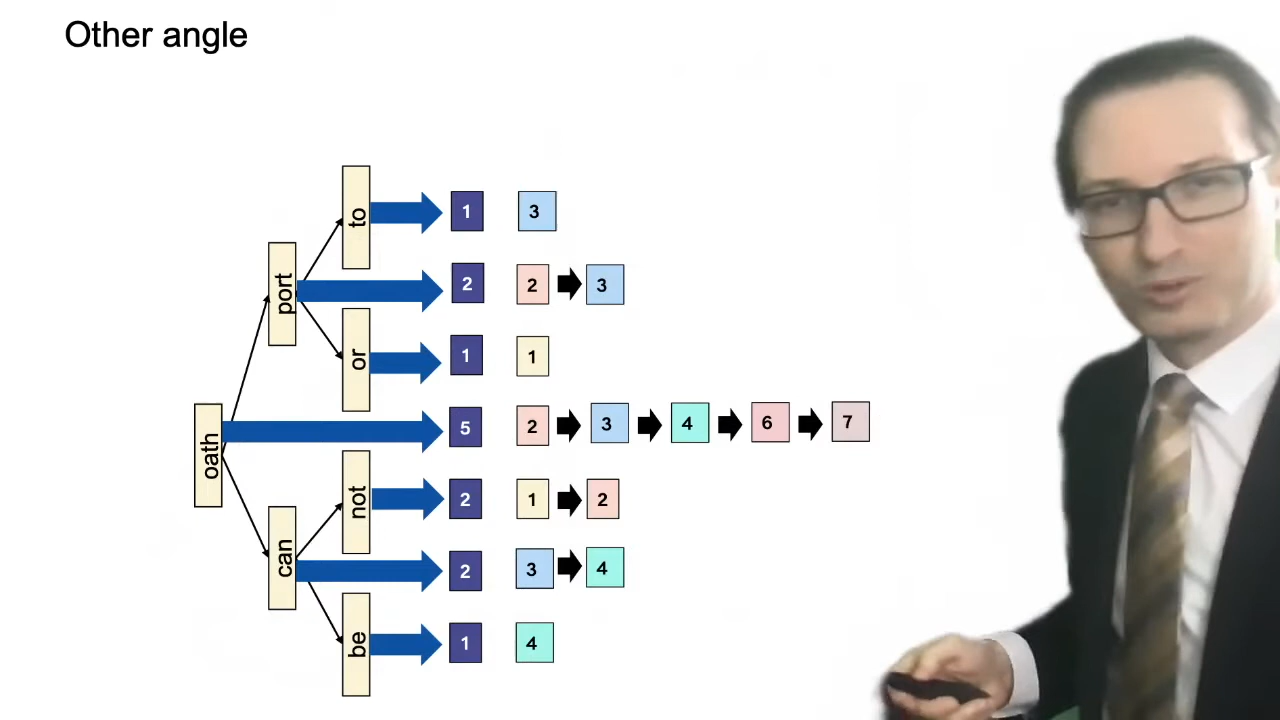 Other angle
to
1 3
port
2 2 3
or
1 1
oath
5 2 3 4 6 7
not
2 1 2
can
2 3 4
be
1 4